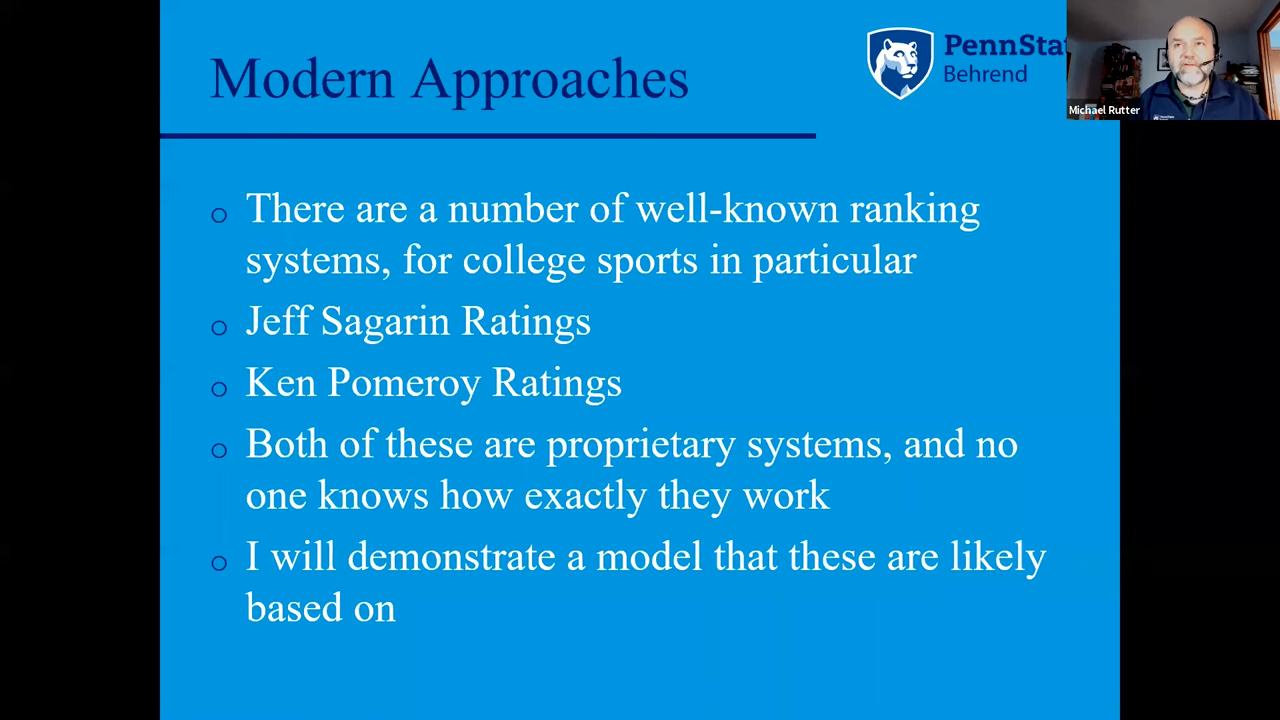 Modern Approaches
PennSta
Behrend
Michael Rutter
o There are a number of well-known ranking
systems, for college sports in particular
o Jeff Sagarin Ratings
o Ken Pomeroy Ratings
o Both of these are proprietary systems, and no
one knows how exactly they work
o I will demonstrate a model that these are likely
based on